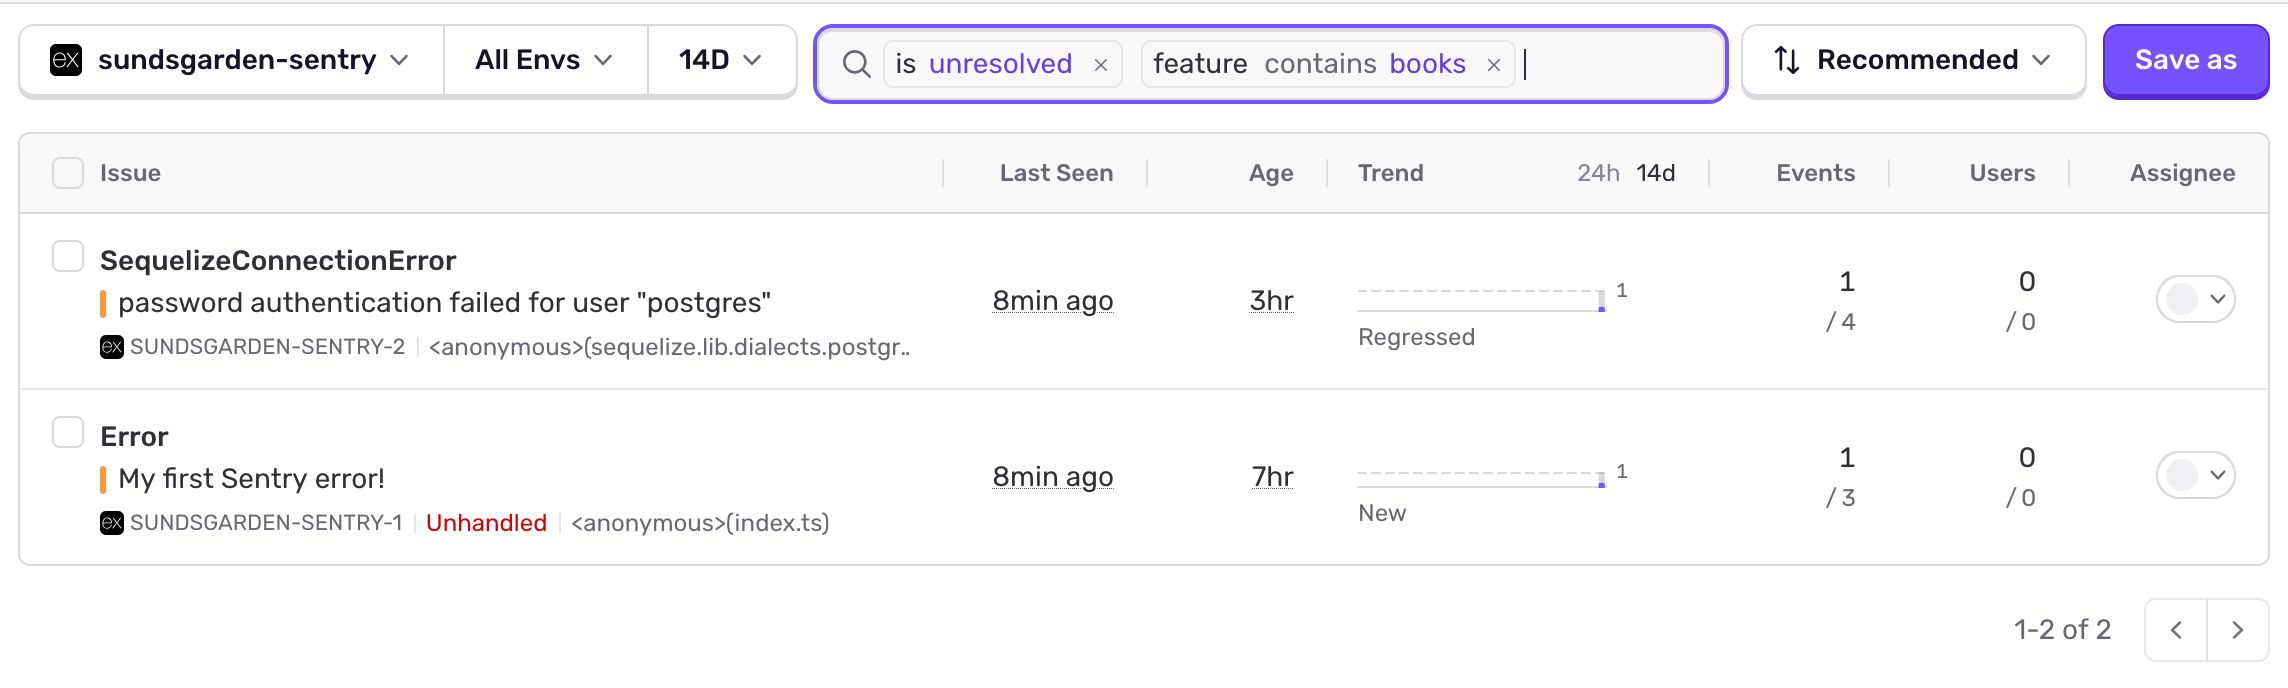 ex sundsgarden-sentry All Envs 14D is unresolved × feature contains books × Recommended Save as
Issue Last Seen Age Trend 24h 14d Events Users Assignee
SequelizeConnectionError
password authentication failed for user "postgres"
ex SUNDSGARDEN-SENTRY-2 <anonymous>(sequelize.lib.dialects.postgr..
8min ago 3hr 1 1 0
Regressed / 4 / 0
Error
My first Sentry error!
ex SUNDSGARDEN-SENTRY-1 Unhandled <anonymous>(index.ts)
8min ago 7hr 1 1 0
New / 3 / 0
1-2 of 2